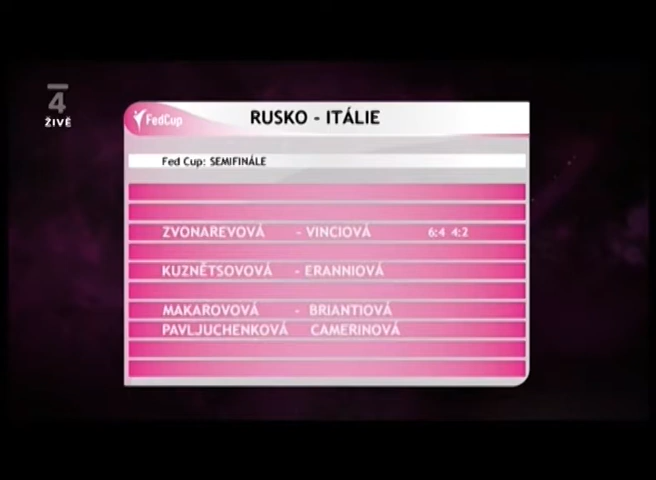 4
ŽIVĚ
FedCup RUSKO - ITÁLIE
Fed Cup: SEMIFINÁLE
ZVONAREVOVÁ - VINCIOVÁ 6:4 4:2
KUZNĚTSOVOVÁ - ERANNIOVÁ
MAKAROVOVÁ - BRIANTIOVÁ
PAVLJUCHENKOVÁ CAMERINOVÁ